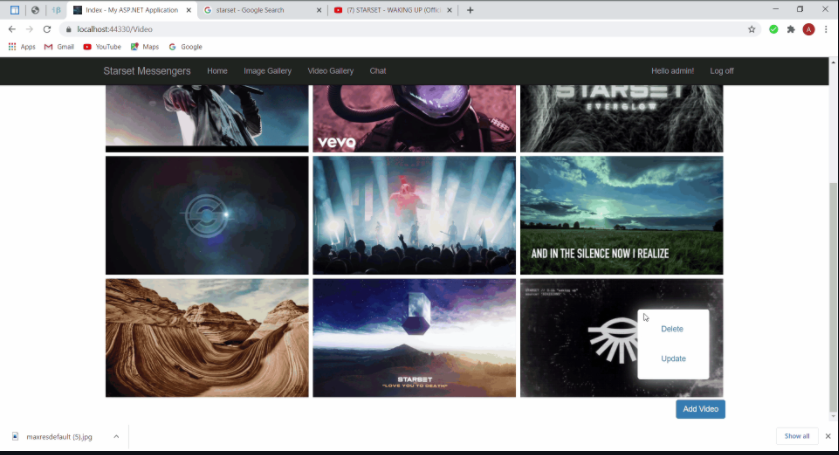 Index - My ASP.NET Application
starset - Google Search
(7) STARSET - WAKING UP (Offic
localhost:44330/Video
A
Apps
Gmail
YouTube
Maps
Google
Starset Messengers
Home
Image Gallery
Video Gallery
Chat
Hello admin!
Log off
vevo
STARSET
EVERGLOW
AND IN THE SILENCE NOW I REALIZE
STARSET
"LOVE YOU TO DEATH"
Delete
Update
Add Video
maxresdefault (5).jpg
Show all